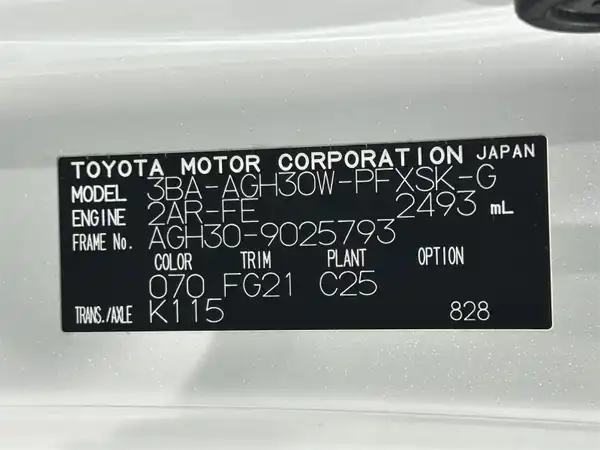 TOYOTA MOTOR CORPORATION JAPAN
MODEL 3BA-AGH30W-PFXSK-G
ENGINE 2AR-FE 2493 mL
FRAME No. AGH30-9025793
COLOR TRIM PLANT OPTION
070 FG21 C25
TRANS./AXLE K115 828